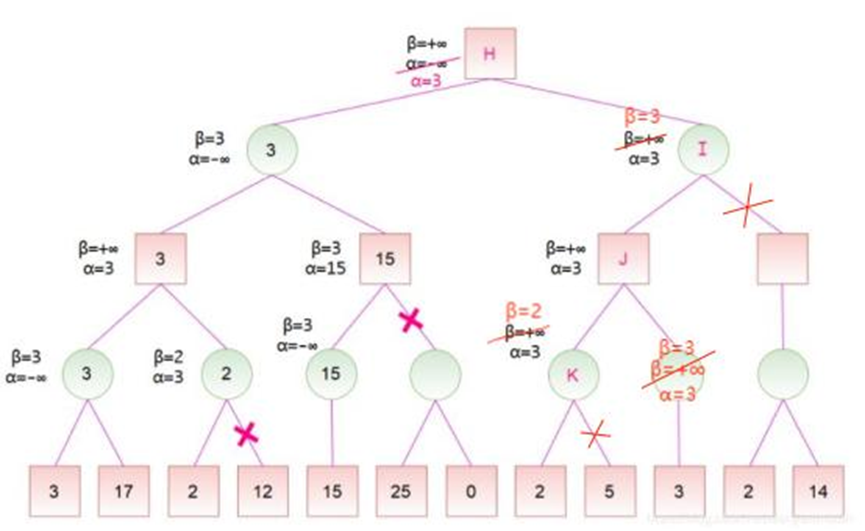 β=+∞
α=-∞
α=3
H
β=3
α=-∞
3
β=3
β=+∞
α=3
I
β=+∞
α=3
3
β=3
α=15
15
β=+∞
α=3
J
β=3
α=-∞
3
β=2
α=3
2
β=3
α=-∞
15
β=2
β=+∞
α=3
K
β=3
β=+∞
α=3
3
17
2
12
15
25
0
2
5
3
2
14